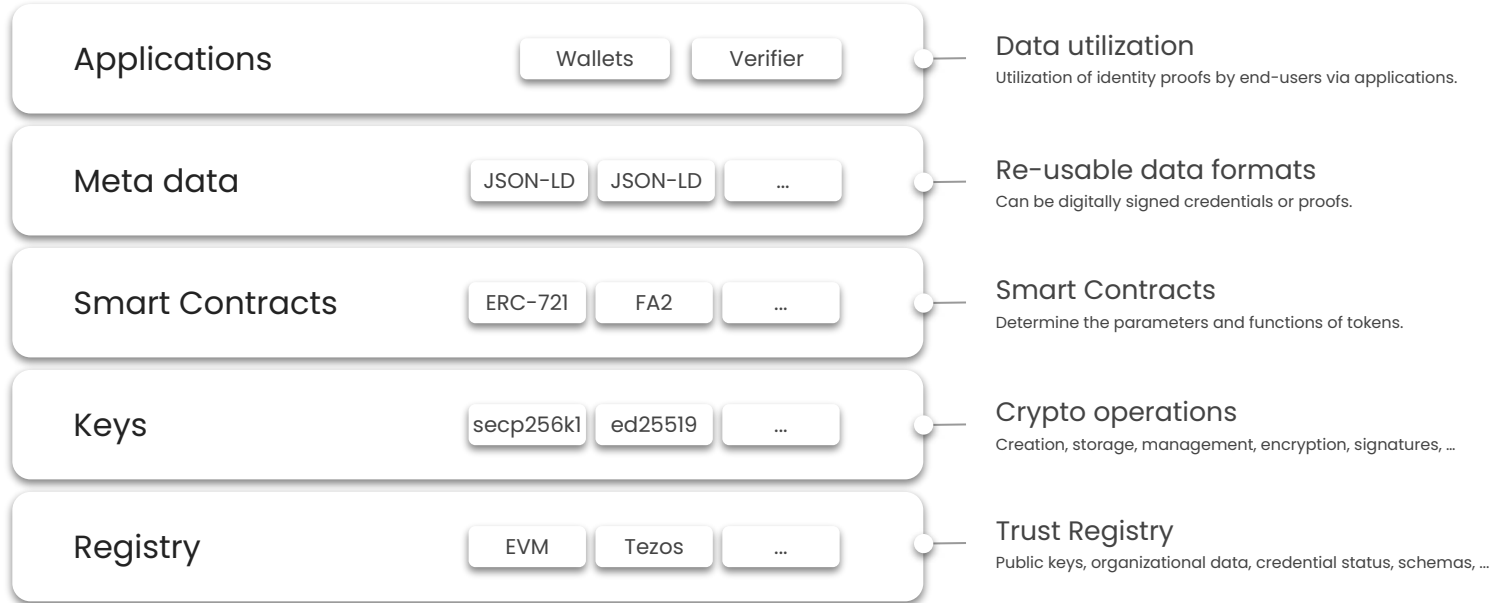 Applications
Wallets
Verifier
Data utilization
Utilization of identity proofs by end-users via applications.
Meta data
JSON-LD
JSON-LD
...
Re-usable data formats
Can be digitally signed credentials or proofs.
Smart Contracts
ERC-721
FA2
...
Smart Contracts
Determine the parameters and functions of tokens.
Keys
secp256k1
ed25519
...
Crypto operations
Creation, storage, management, encryption, signatures, ...
Registry
EVM
Tezos
...
Trust Registry
Public keys, organizational data, credential status, schemas, ...